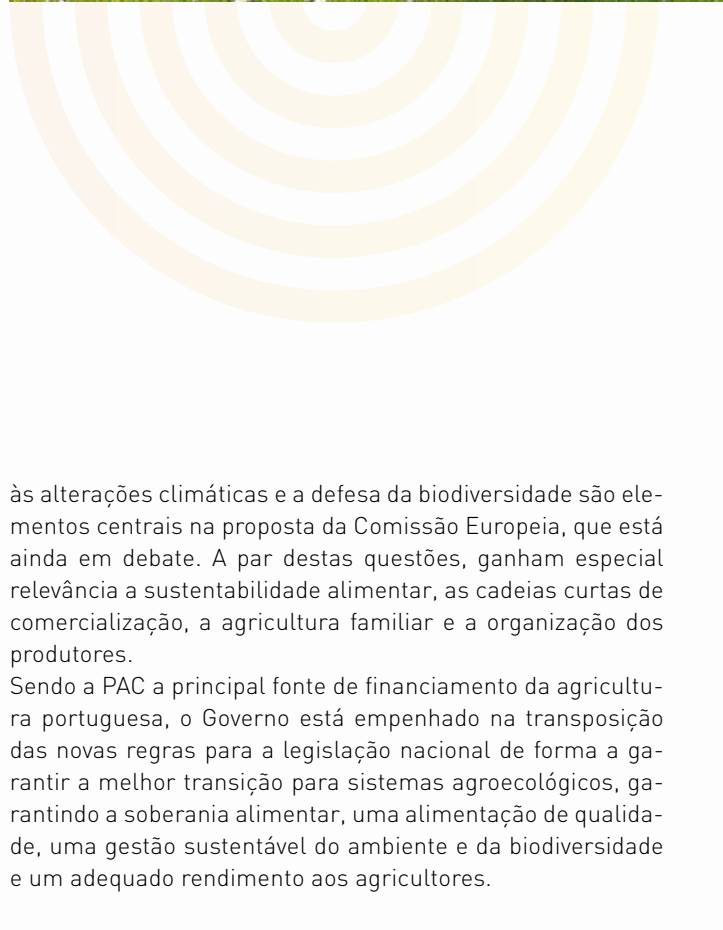 às alterações climáticas e a defesa da biodiversidade são ele-
mentos centrais na proposta da Comissão Europeia, que está
ainda em debate. A par destas questões, ganham especial
relevância a sustentabilidade alimentar, as cadeias curtas de
comercialização, a agricultura familiar e a organização dos
produtores.
Sendo a PAC a principal fonte de financiamento da agricultu-
ra portuguesa, o Governo está empenhado na transposição
das novas regras para a legislação nacional de forma a ga-
rantir a melhor transição para sistemas agroecológicos, ga-
rantindo a soberania alimentar, uma alimentação de qualida-
de, uma gestão sustentável do ambiente e da biodiversidade
e um adequado rendimento aos agricultores.